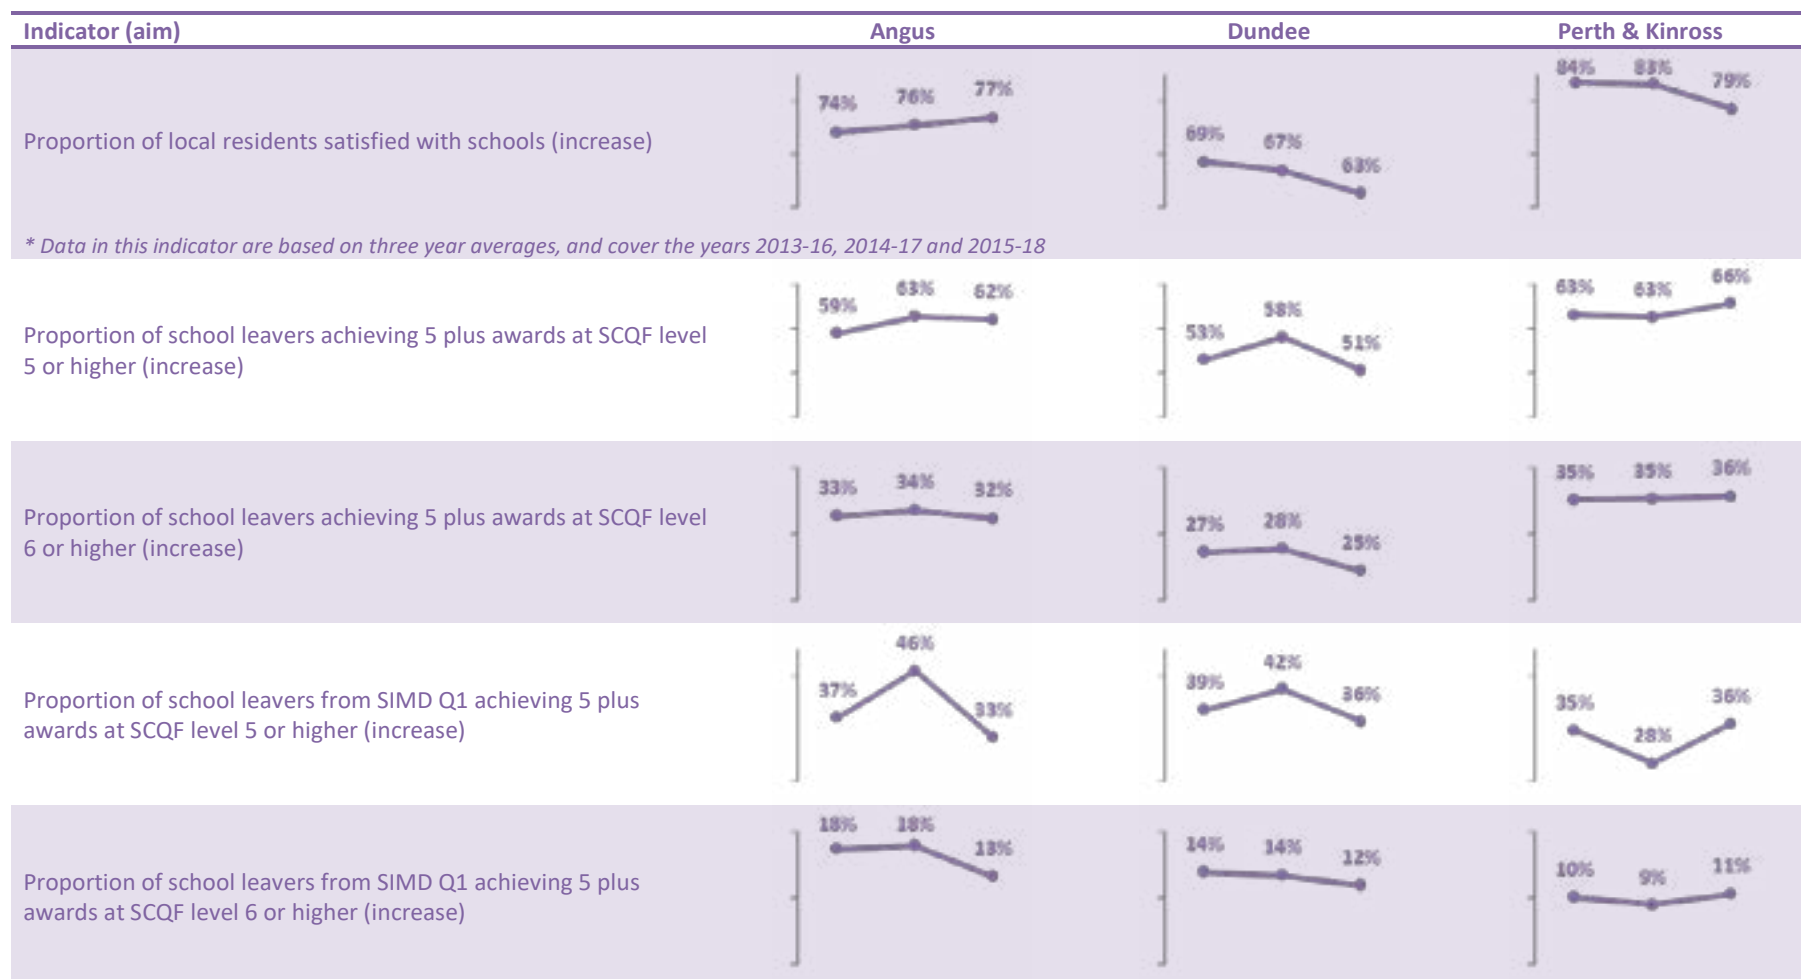 Indicator (aim) Angus Dundee Perth & Kinross
74% 76% 77% 69% 67% 63% 84% 83% 79%
Proportion of local residents satisfied with schools (increase)
* Data in this indicator are based on three year averages, and cover the years 2013-16, 2014-17 and 2015-18
59% 63% 62% 53% 58% 51% 63% 63% 66%
Proportion of school leavers achieving 5 plus awards at SCQF level
5 or higher (increase)
33% 34% 32% 27% 28% 25% 35% 35% 36%
Proportion of school leavers achieving 5 plus awards at SCQF level
6 or higher (increase)
37% 46% 33% 39% 42% 36% 35% 28% 36%
Proportion of school leavers from SIMD Q1 achieving 5 plus
awards at SCQF level 5 or higher (increase)
18% 18% 13% 14% 14% 12% 10% 9% 11%
Proportion of school leavers from SIMD Q1 achieving 5 plus
awards at SCQF level 6 or higher (increase)